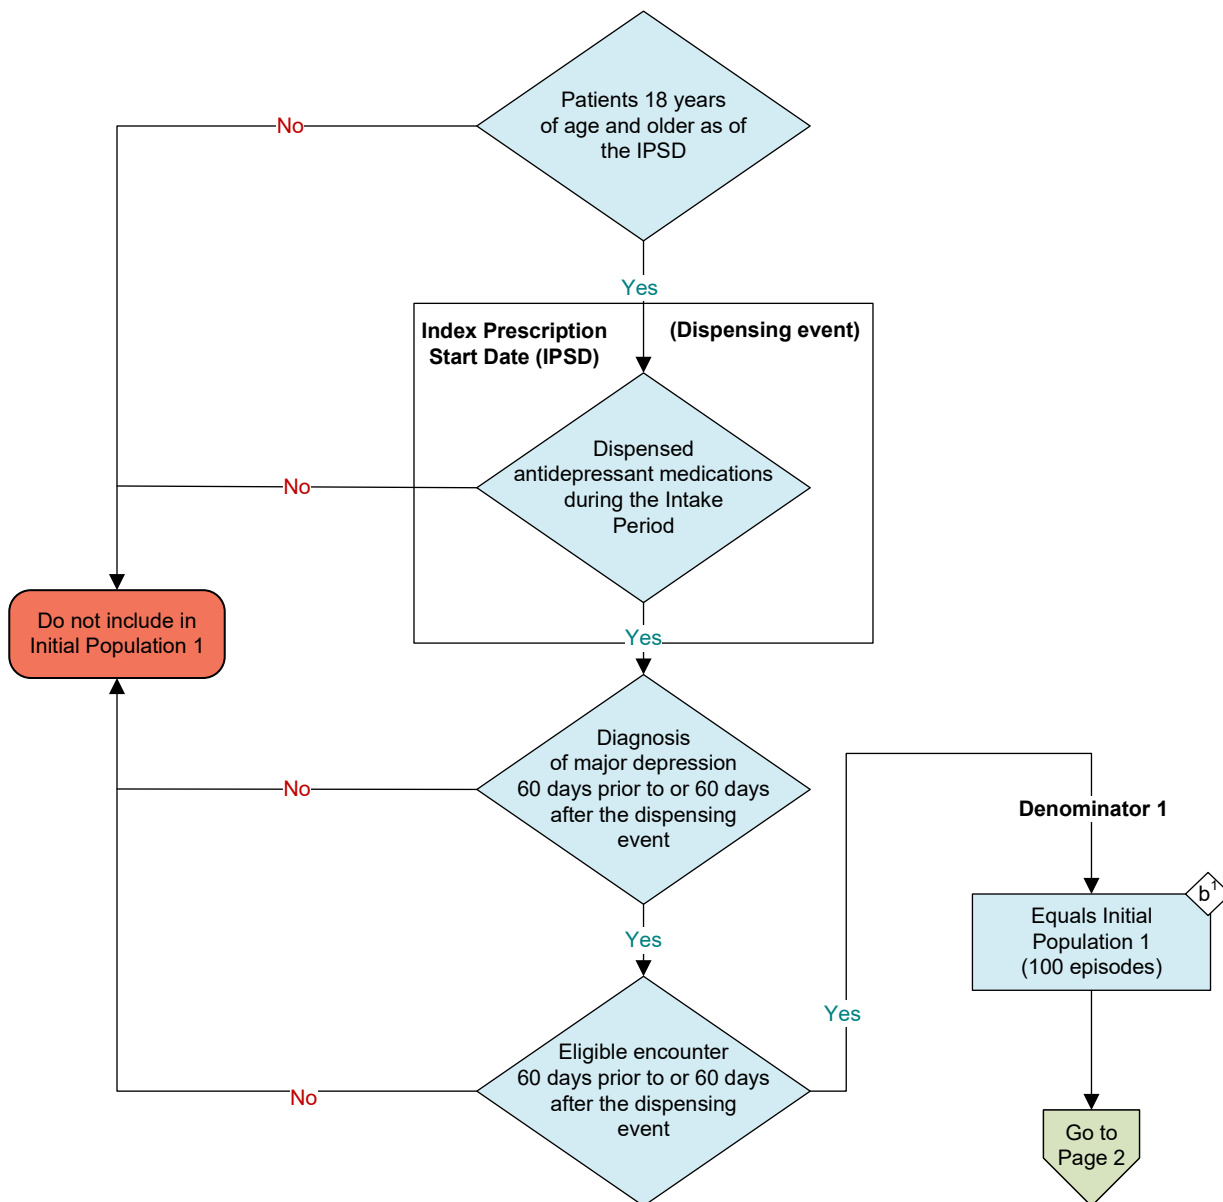 Patients 18 years
of age and older as of
the IPSD
No
Yes
Index Prescription
Start Date (IPSD)
(Dispensing event)
Dispensed
antidepressant medications
during the Intake
Period
No
Do not include in
Initial Population 1
Yes
Diagnosis
of major depression
60 days prior to or 60 days
after the dispensing
event
No
Denominator 1
b¹
Equals Initial
Population 1
(100 episodes)
Yes
Yes
Eligible encounter
60 days prior to or 60 days
after the dispensing
event
No
Go to
Page 2